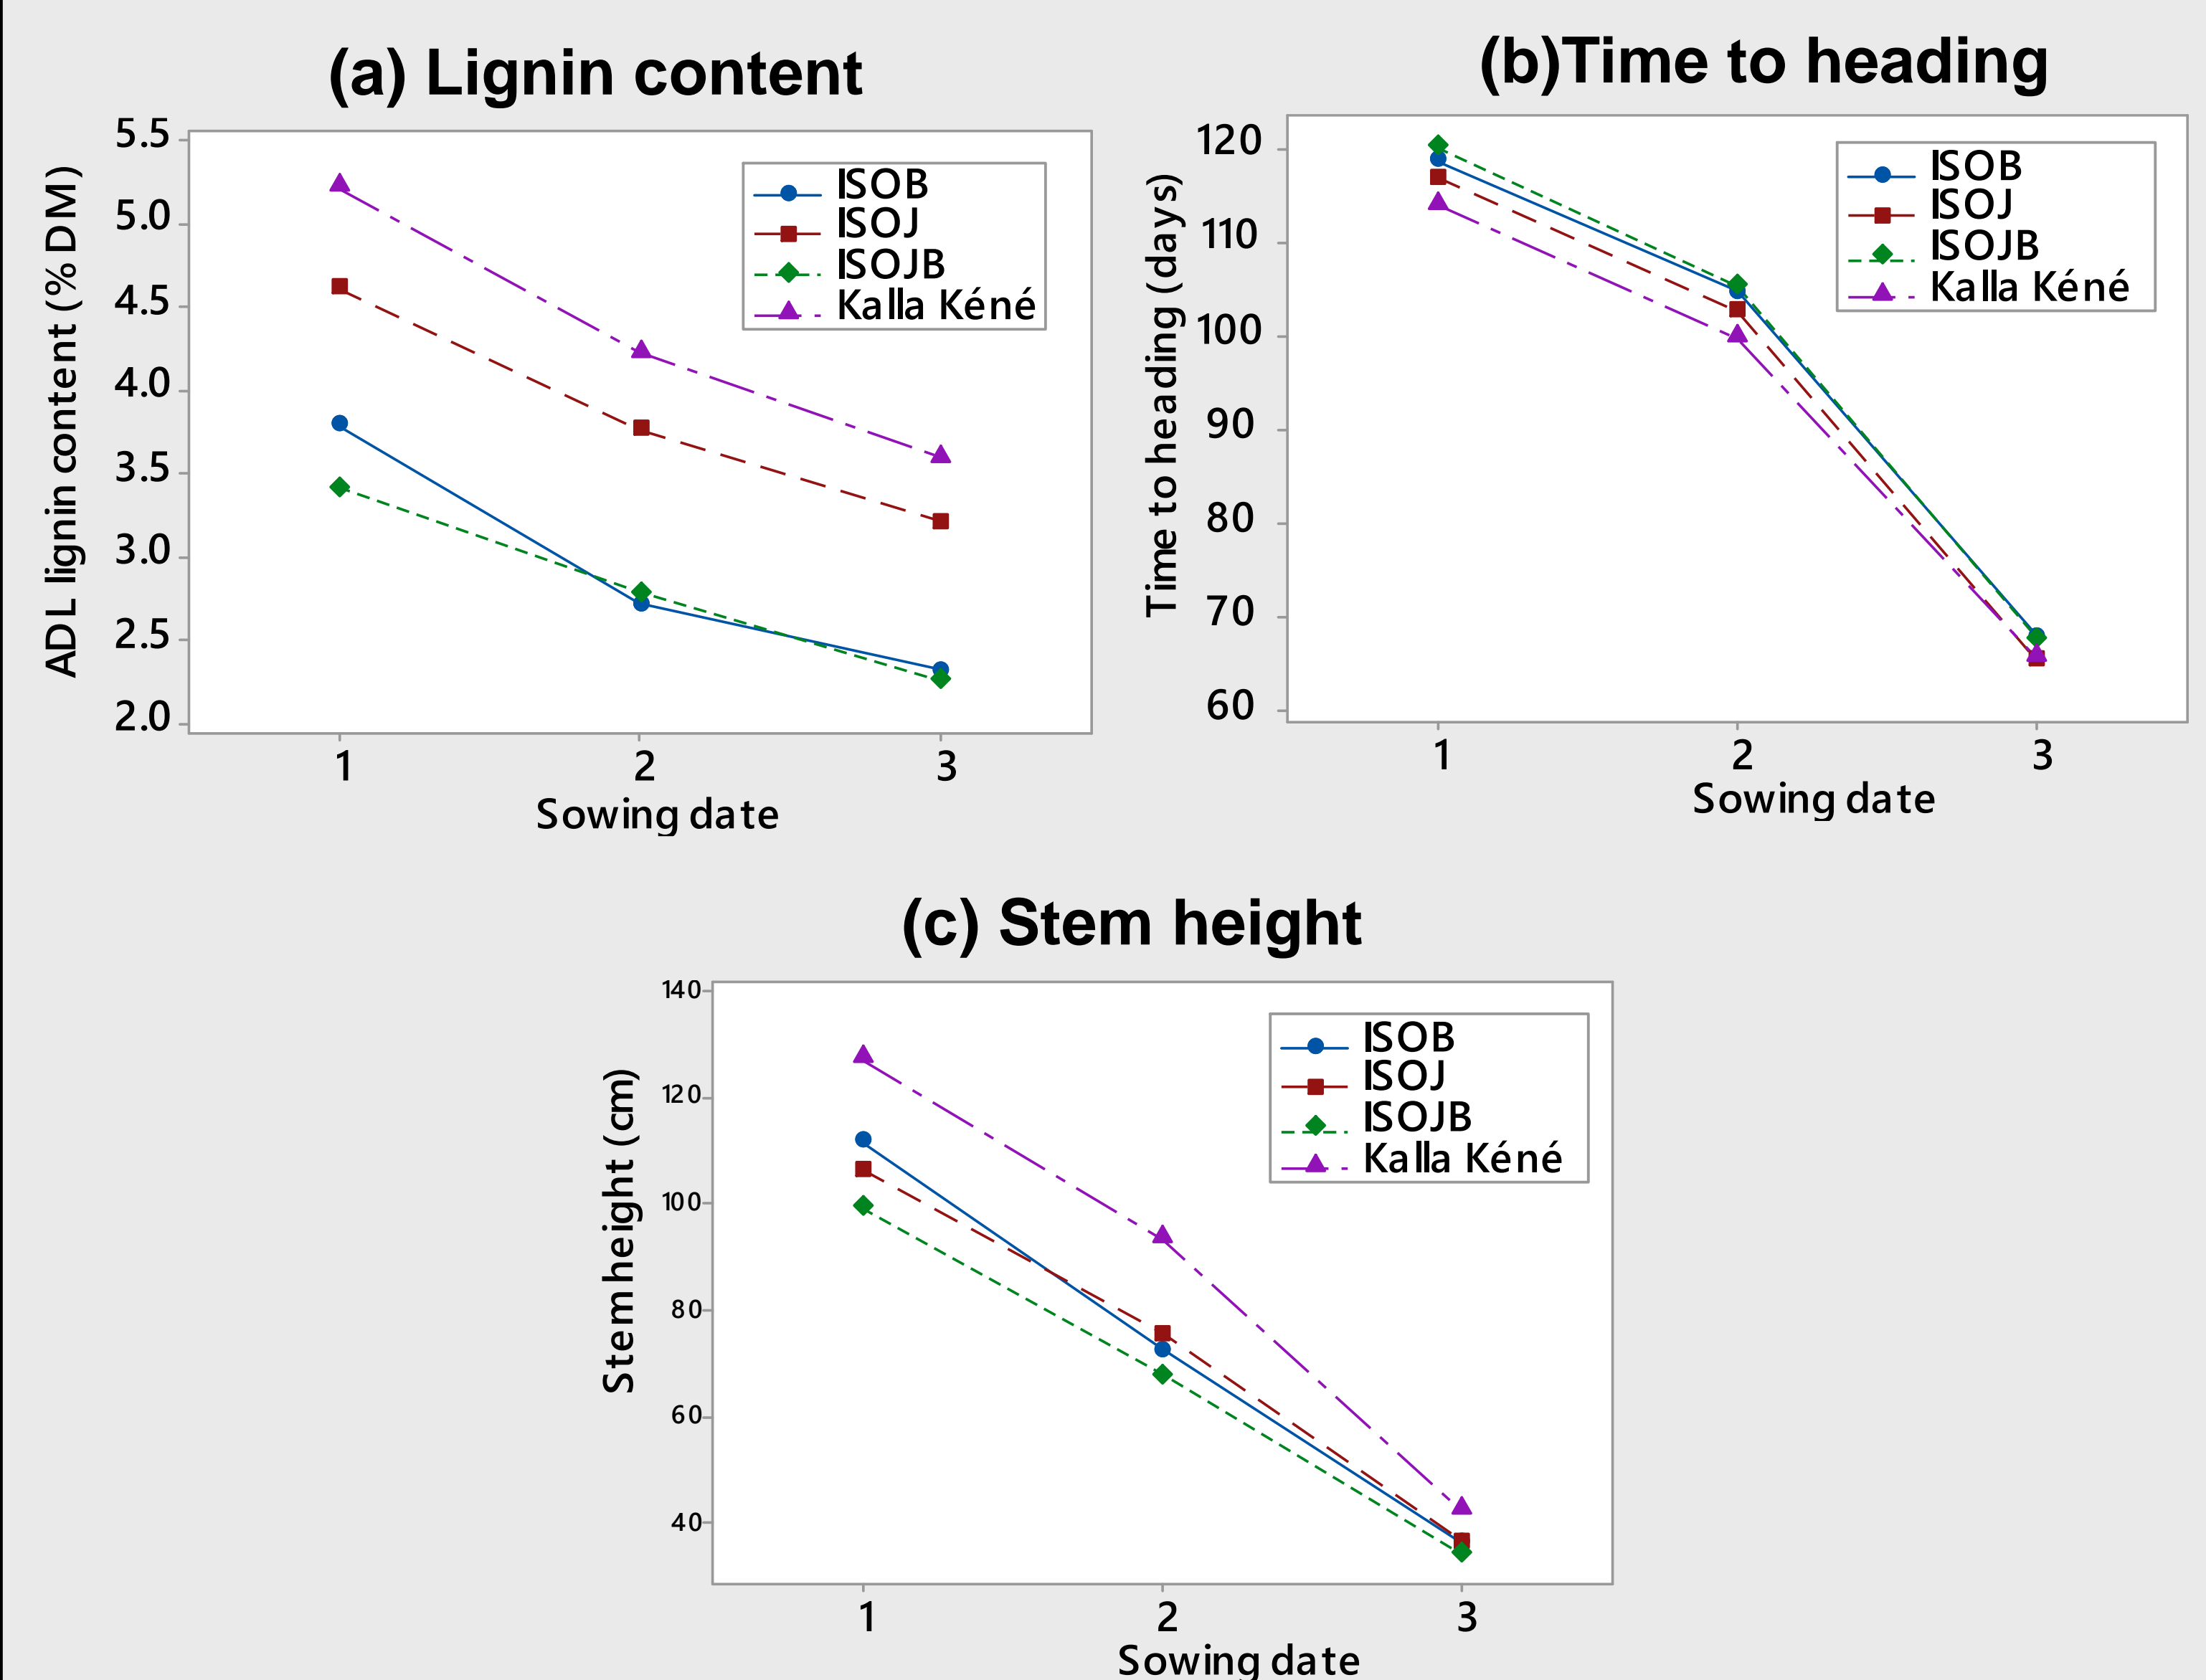 (a) Lignin content
ADL lignin content (% DM)
5.5
5.0
4.5
4.0
3.5
3.0
2.5
2.0
ISOB
ISOJ
ISOJB
Kalla Kéné
1 2 3
Sowing date
(b)Time to heading
Time to heading (days)
120
110
100
90
80
70
60
ISOB
ISOJ
ISOJB
Kalla Kéné
1 2 3
Sowing date
(c) Stem height
Stem height (cm)
140
120
100
80
60
40
ISOB
ISOJ
ISOJB
Kalla Kéné
1 2 3
Sowing date